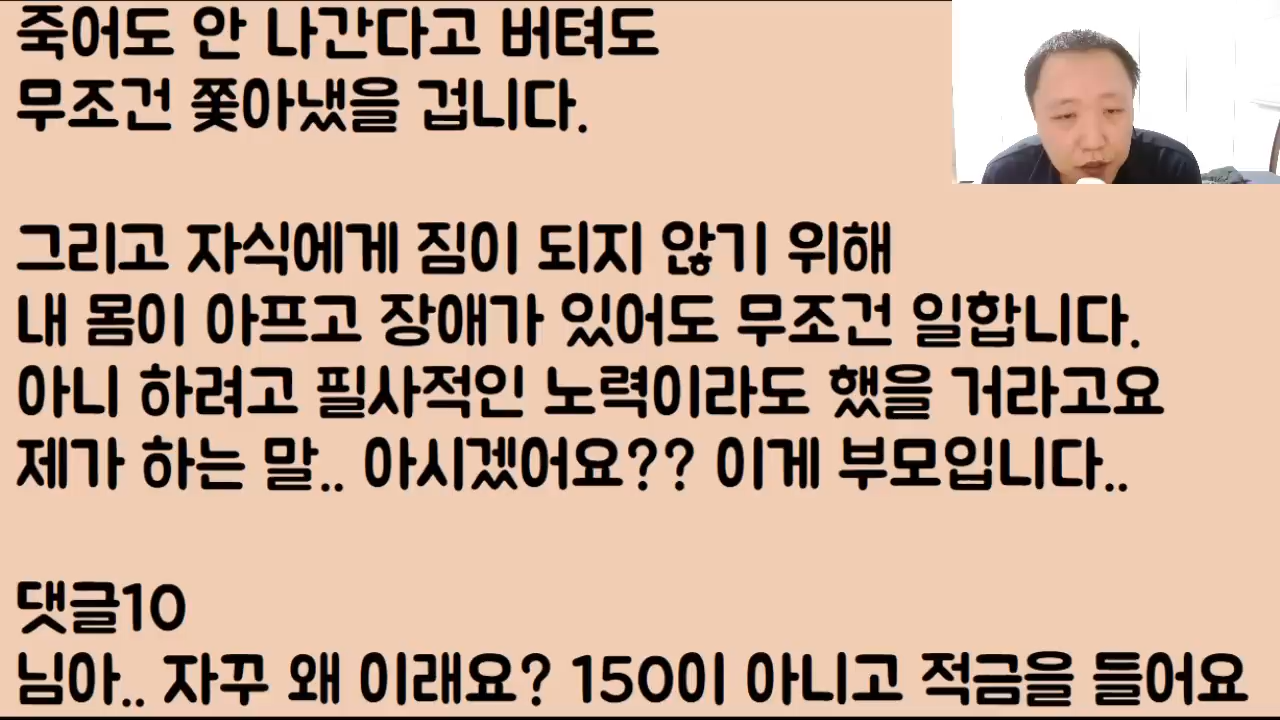 죽어도 안 나간다고 버텨도
무조건 쫓아냈을 겁니다.
그리고 자식에게 짐이 되지 않기 위해
내 몸이 아프고 장애가 있어도 무조건 일합니다.
아니 하려고 필사적인 노력이라도 했을 거라고요
제가 하는 말.. 아시겠어요?? 이게 부모입니다..
댓글10
님아.. 자꾸 왜 이래요? 150이 아니고 적금을 들어요